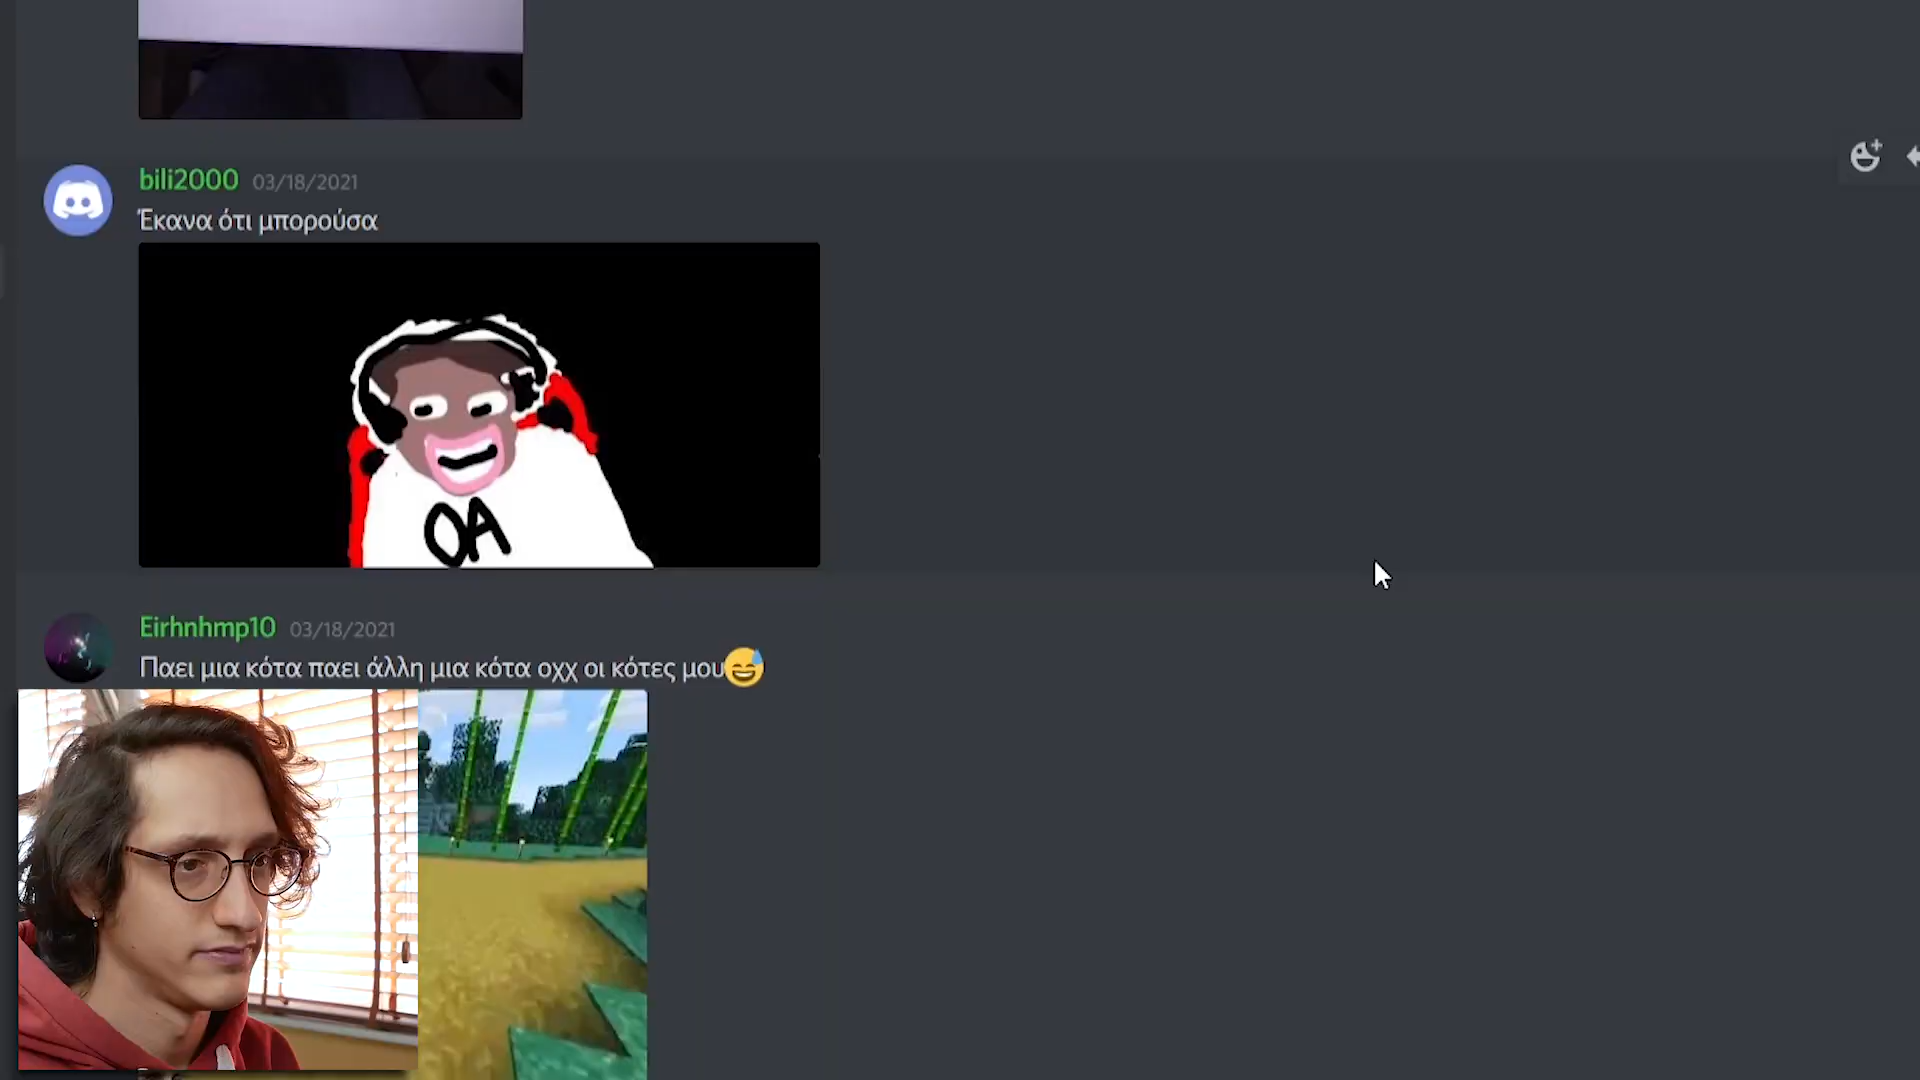 bili2000 03/18/2021
Έκανα ότι μπορούσα
OA
Eirhnhmp10 03/18/2021
Παει μια κότα παει άλλη μια κότα οχχ οι κότες μου😅